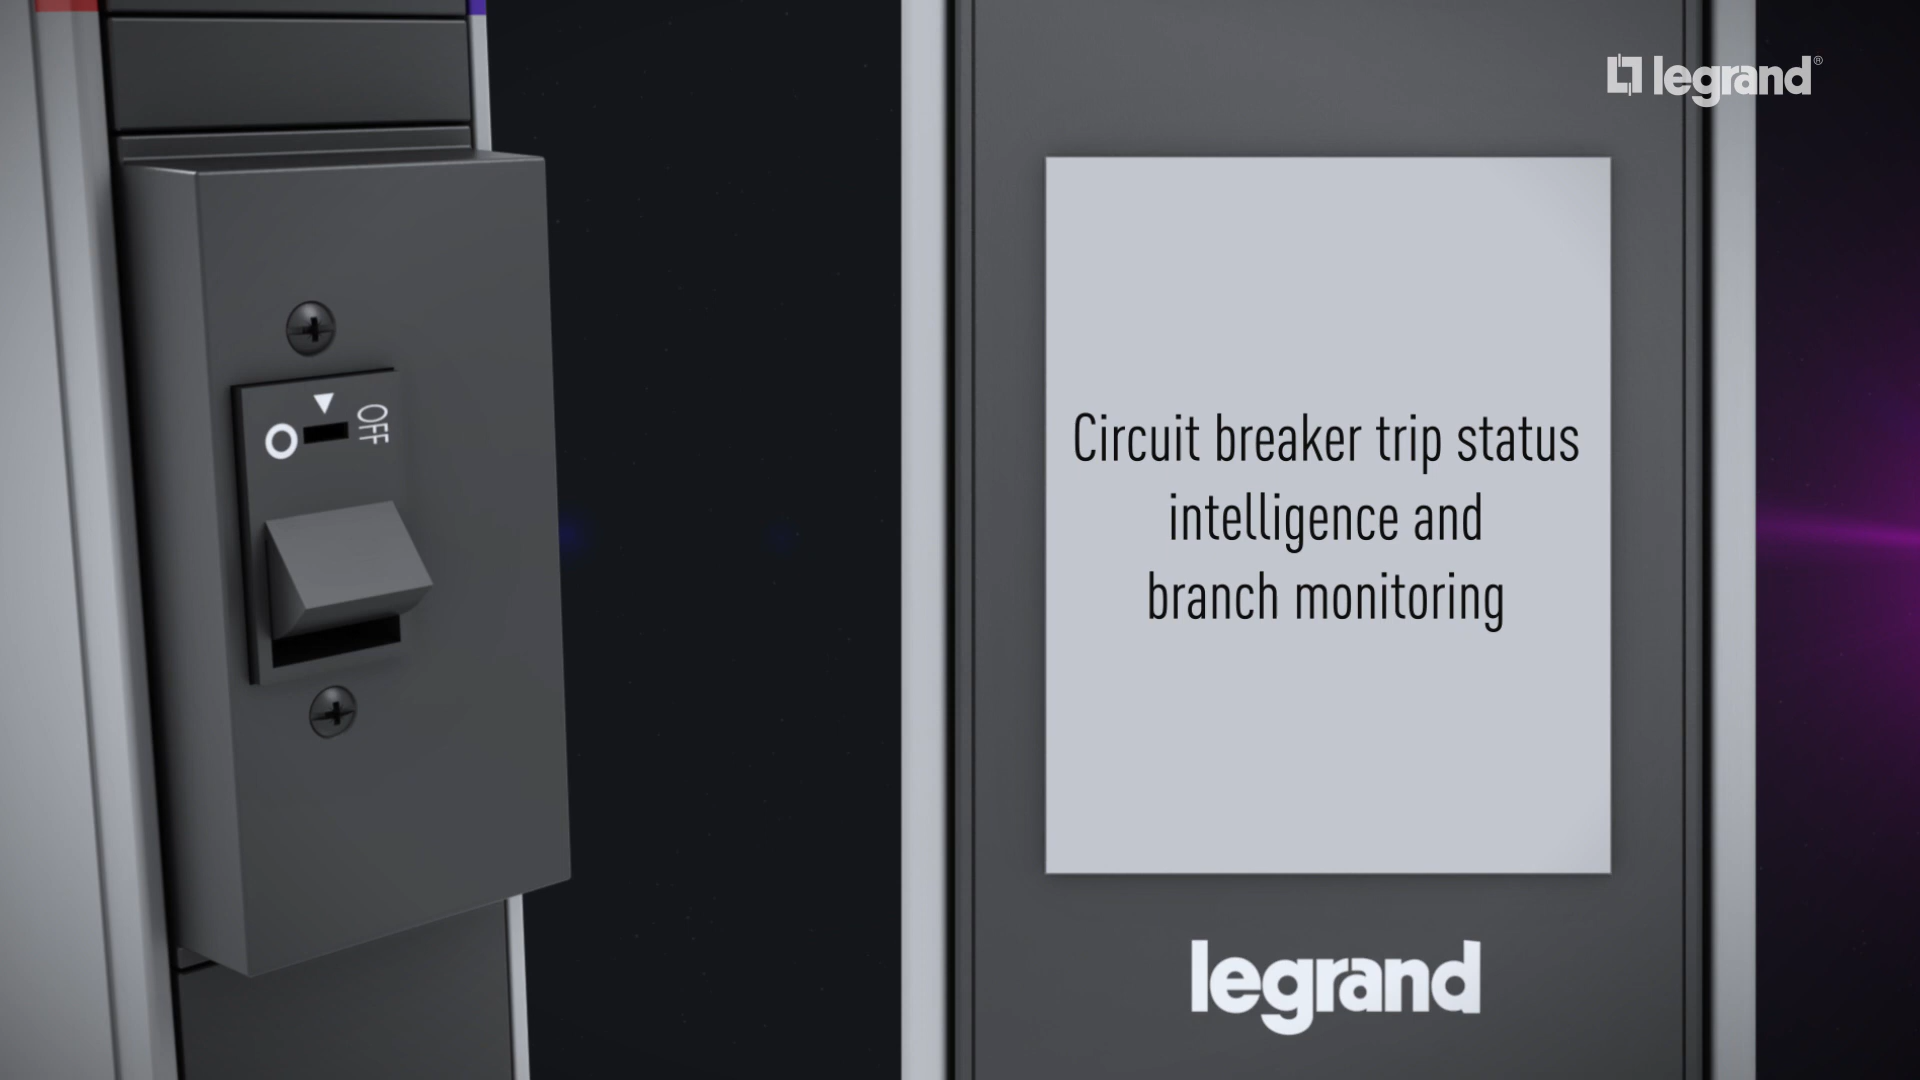 legrand®
OFF
Circuit breaker trip status
intelligence and
branch monitoring
legrand